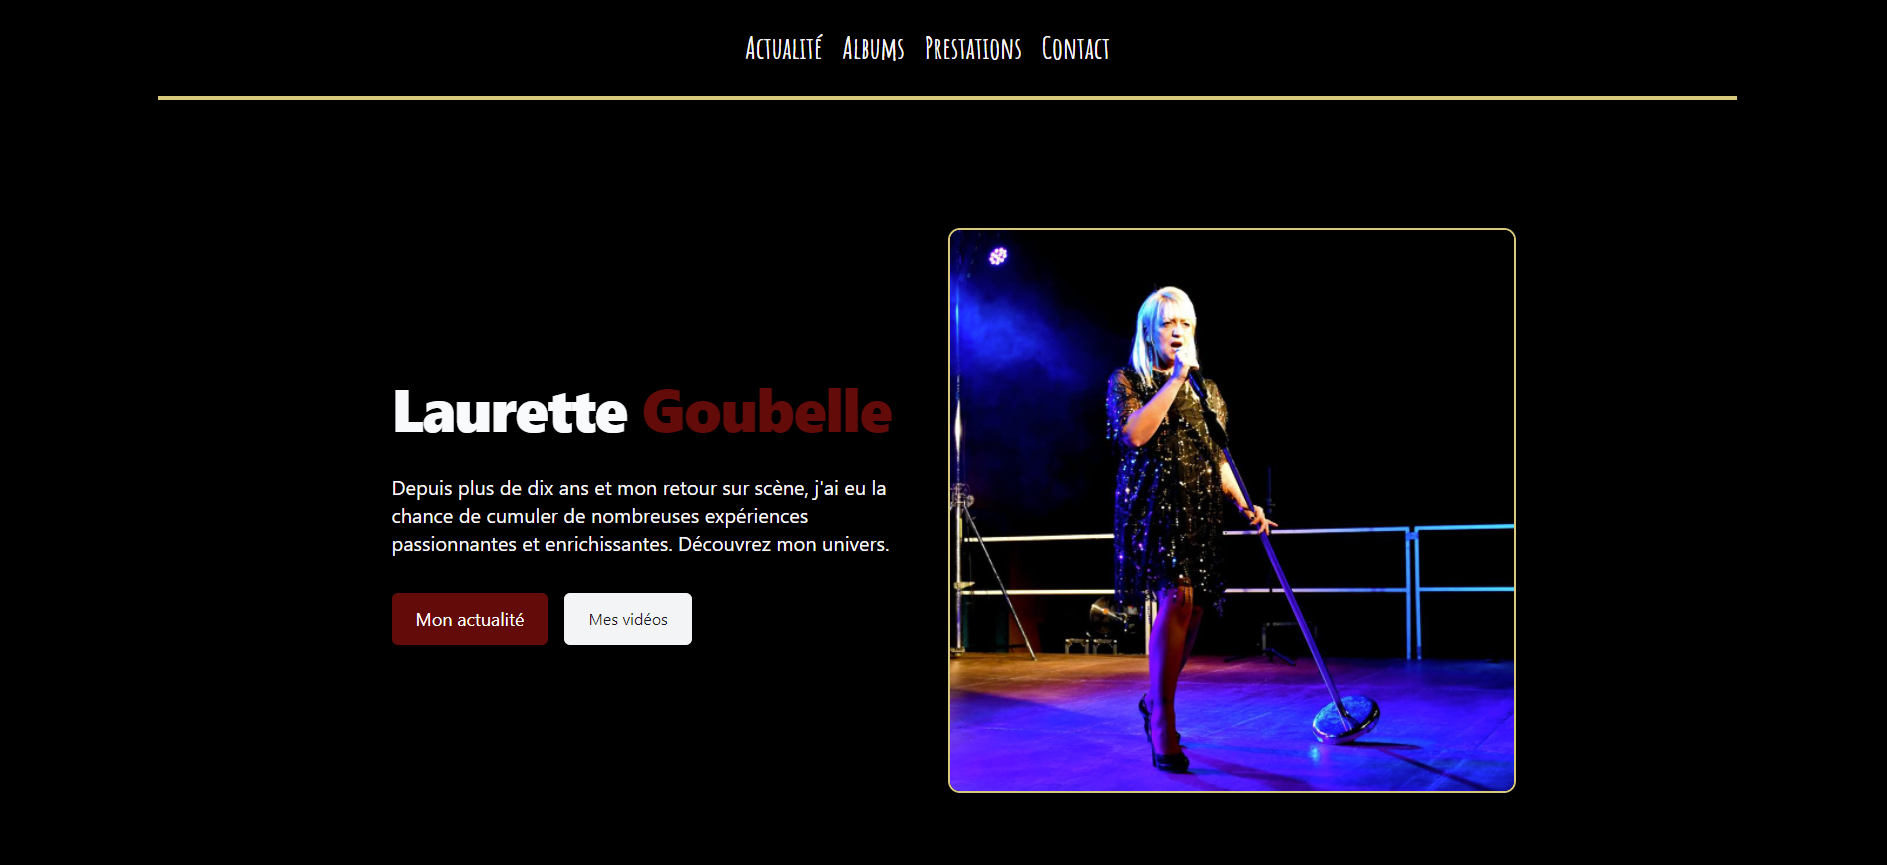 Actualité Albums Prestations Contact
Laurette Goubelle
Depuis plus de dix ans et mon retour sur scène, j'ai eu la
chance de cumuler de nombreuses expériences
passionnantes et enrichissantes. Découvrez mon univers.
Mon actualité Mes vidéos